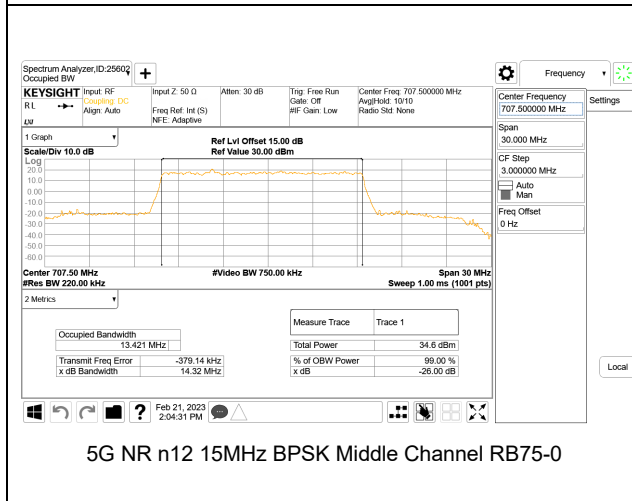 Spectrum Analyzer,ID:25602
Occupied BW
+
Frequency
KEYSIGHT
RL
Input: RF
Coupling: DC
Align: Auto
Input Z: 50 Ω
Freq Ref: Int (S)
NFE: Adaptive
Atten: 30 dB
Trig: Free Run
Gate: Off
#IF Gain: Low
Center Freq: 707.500000 MHz
Avg|Hold: 10/10
Radio Std: None
Center Frequency
707.500000 MHz
Settings
Span
30.000 MHz
CF Step
3.000000 MHz
Auto
Man
Freq Offset
0 Hz
Local
1 Graph
Scale/Div 10.0 dB
Ref Lvl Offset 15.00 dB
Ref Value 30.00 dBm
Log
20.0
10.0
0.00
-10.0
-20.0
-30.0
-40.0
-50.0
-60.0
Center 707.50 MHz
#Video BW 750.00 kHz
Span 30 MHz
#Res BW 220.00 kHz
Sweep 1.00 ms (1001 pts)
2 Metrics
Measure Trace Trace 1
Occupied Bandwidth
13.421 MHz
Total Power 34.6 dBm
Transmit Freq Error -379.14 kHz
% of OBW Power 99.00 %
x dB Bandwidth 14.32 MHz
x dB -26.00 dB
?
Feb 21, 2023
2:04:31 PM
5G NR n12 15MHz BPSK Middle Channel RB75-0